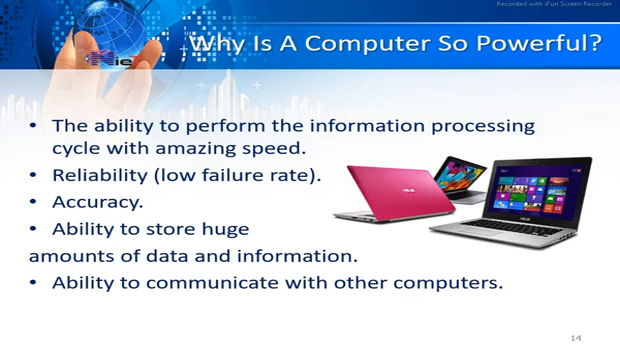 Recorded with iFun Screen Recorder
Why Is A Computer So Powerful?
• The ability to perform the information processing
cycle with amazing speed.
• Reliability (low failure rate).
• Accuracy.
• Ability to store huge
amounts of data and information.
• Ability to communicate with other computers.
ASUS
ASUS
14